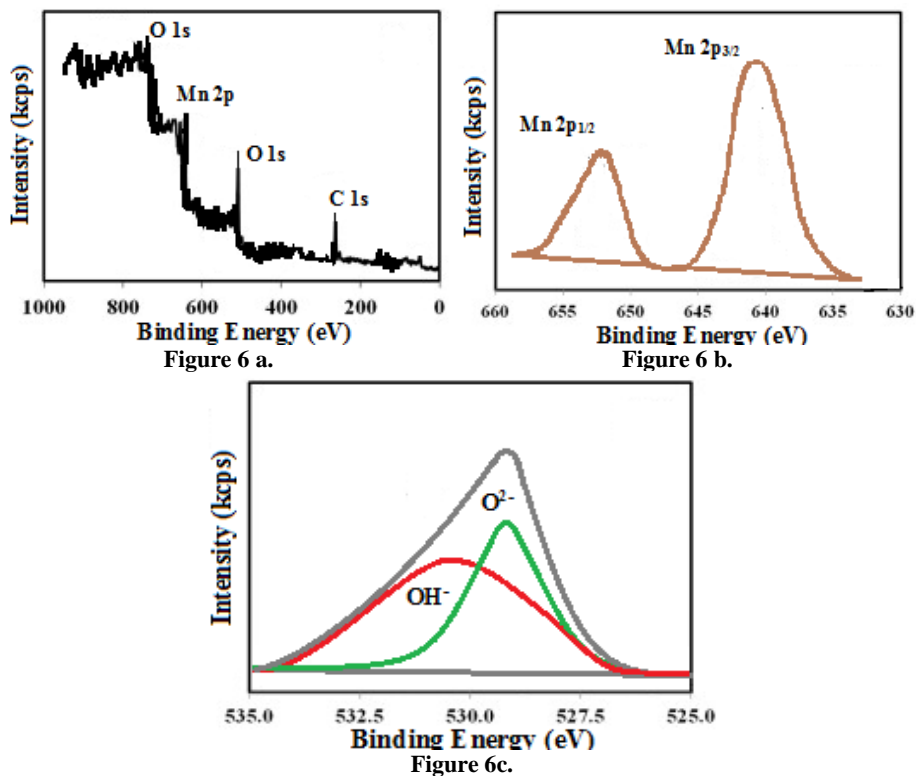 O 1s
Mn 2p
O 1s
C 1s
Intensity (kcps)
1000 800 600 400 200 0
Binding Energy (eV)
Figure 6 a.
Mn 2p3/2
Mn 2p1/2
Intensity (kcps)
660 655 650 645 640 635 630
Binding Energy (eV)
Figure 6 b.
O2-
OH-
Intensity (kcps)
535.0 532.5 530.0 527.5 525.0
Binding Energy (eV)
Figure 6c.